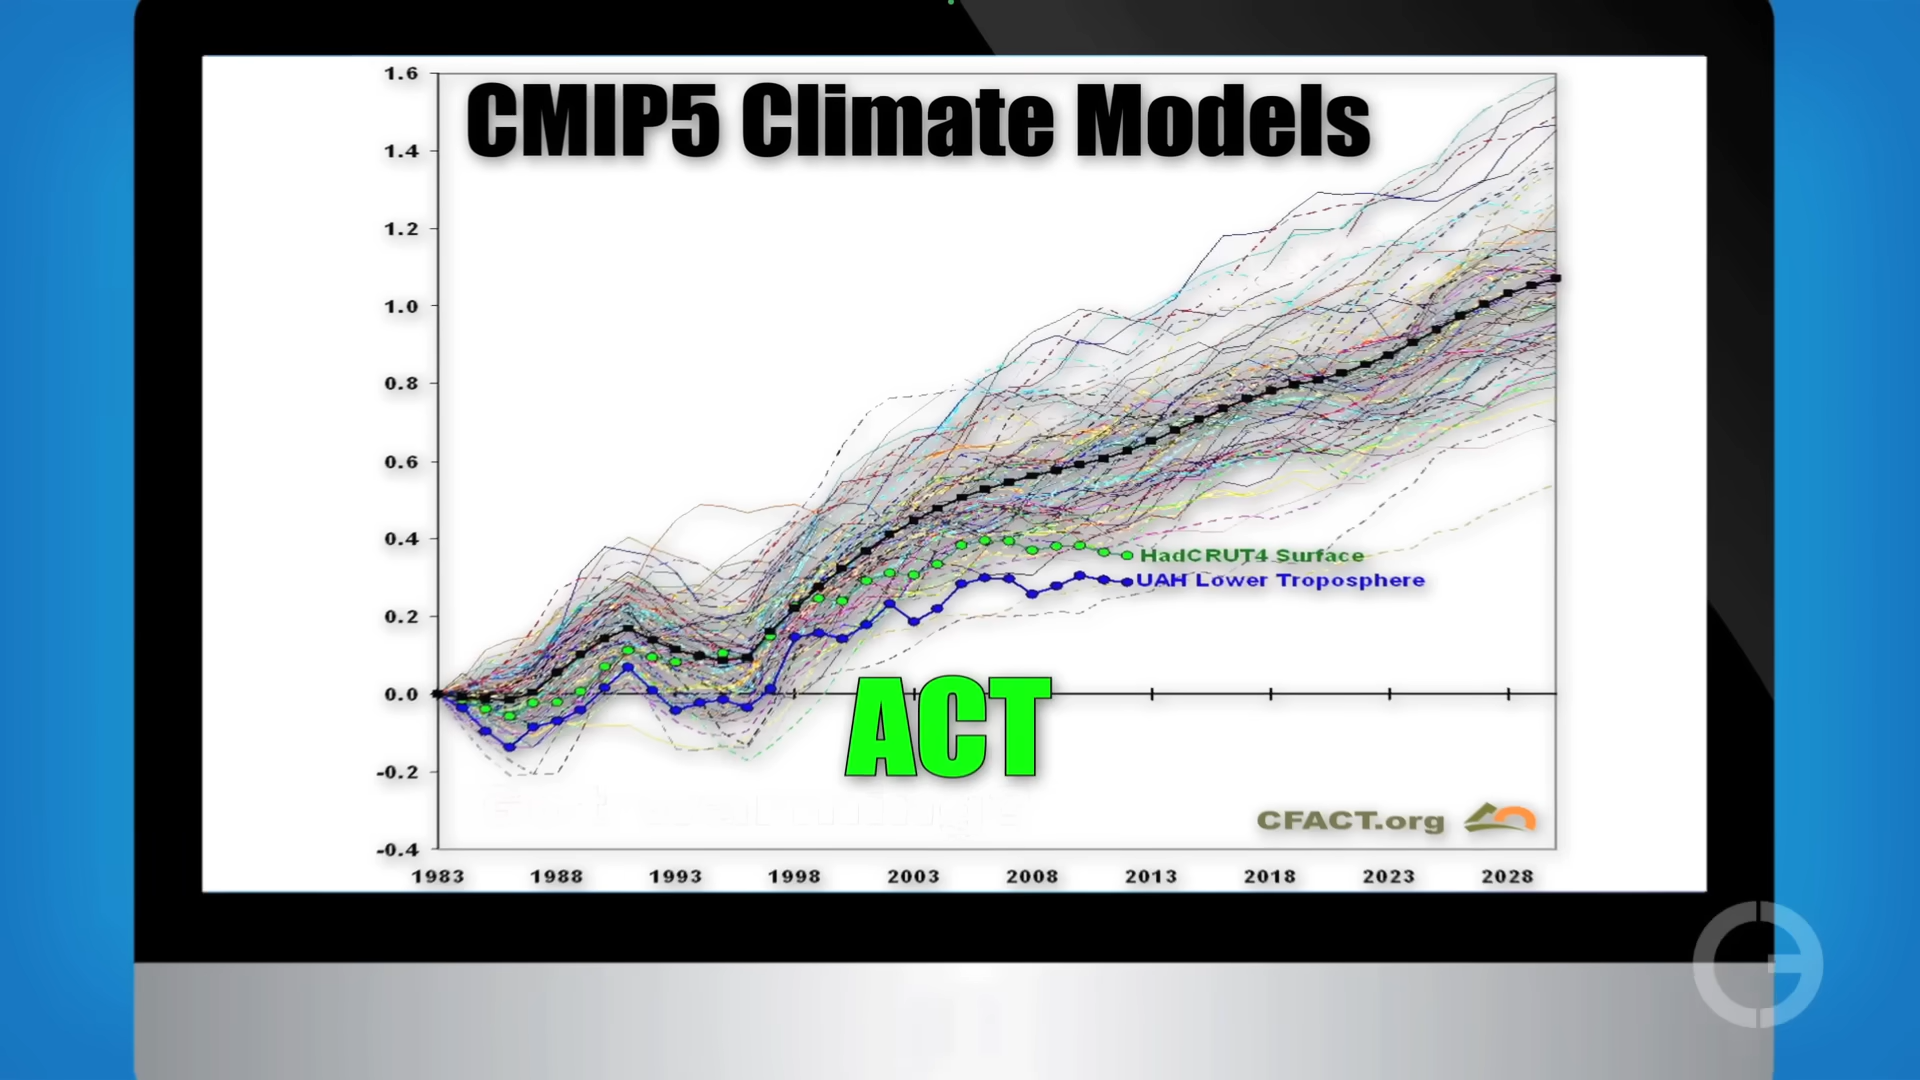 CMIP5 Climate Models
1.6
1.4
1.2
1.0
0.8
0.6
0.4
0.2
0.0
-0.2
-0.4
HadCRUT4 Surface
UAH Lower Troposphere
ACT
CFACT.org
1983 1988 1993 1998 2003 2008 2013 2018 2023 2028